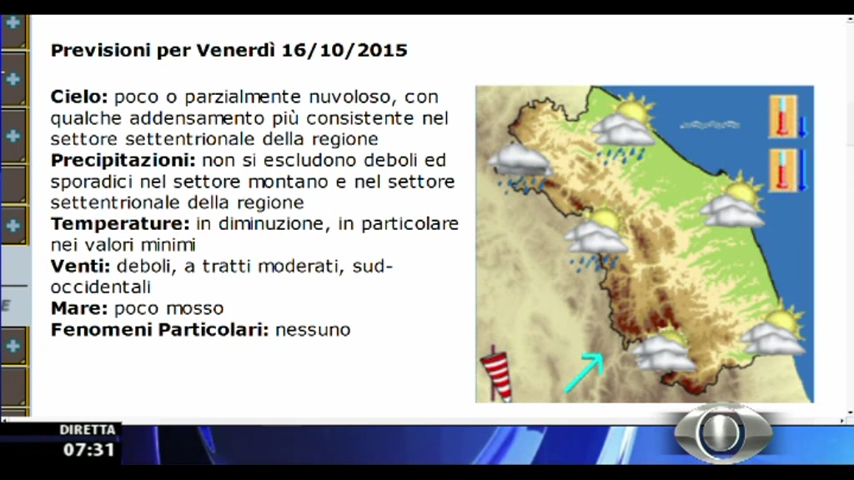 Previsioni per Venerdì 16/10/2015
Cielo: poco o parzialmente nuvoloso, con
qualche addensamento più consistente nel
settore settentrionale della regione
Precipitazioni: non si escludono deboli ed
sporadici nel settore montano e nel settore
settentrionale della regione
Temperature: in diminuzione, in particolare
nei valori minimi
Venti: deboli, a tratti moderati, sud-
occidentali
Mare: poco mosso
Fenomeni Particolari: nessuno
E
DIRETTA
07:31